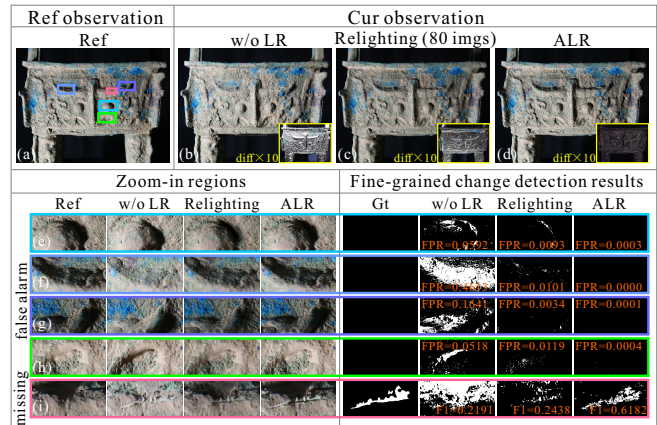 Ref observation
Cur observation
Ref
w/o LR
Relighting (80 imgs)
ALR
(a)
(b)
diff×10
(c)
diff×10
(d)
diff×10
Zoom-in regions
Fine-grained change detection results
Ref
w/o LR
Relighting
ALR
Gt
w/o LR
Relighting
ALR
false alarm
missing
(e)
FPR=0.0592
FPR=0.0093
FPR=0.0003
(f)
FPR=0.0101
FPR=0.0000
(g)
FPR=0.1641
FPR=0.0034
FPR=0.0001
(h)
FPR=0.0518
FPR=0.0119
FPR=0.0004
(i)
F1=0.2191
F1=0.2438
F1=0.6182